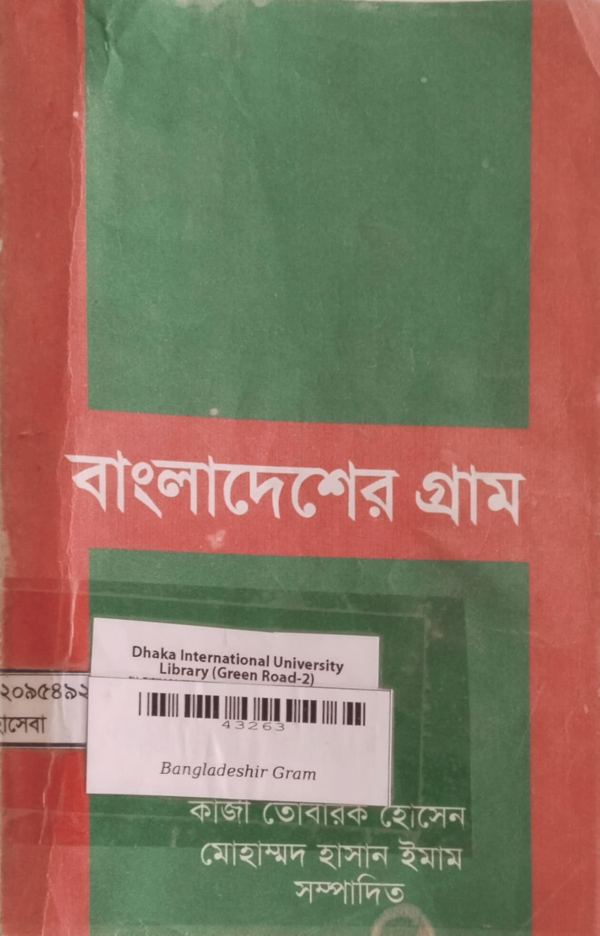 বাংলাদেশের গ্রাম
Dhaka International University
Library (Green Road-2)
43263
Bangladeshir Gram
২০৯৫৪৯২
হাসেবা
কাজী তোবারক হোসেন
মোহাম্মদ হাসান ইমাম
সম্পাদিত